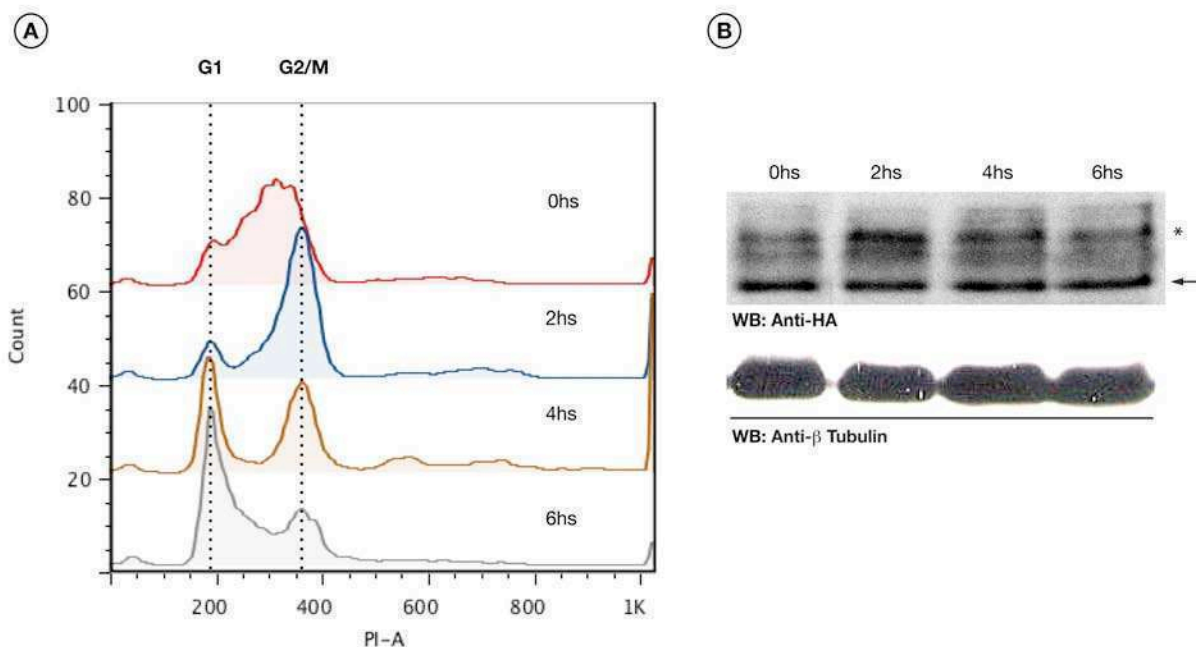 A
G1 G2/M
100
80
60
40
20
Count
0hs
2hs
4hs
6hs
200 400 600 800 1K
PI-A
B
0hs 2hs 4hs 6hs
*
WB: Anti-HA
WB: Anti-β Tubulin